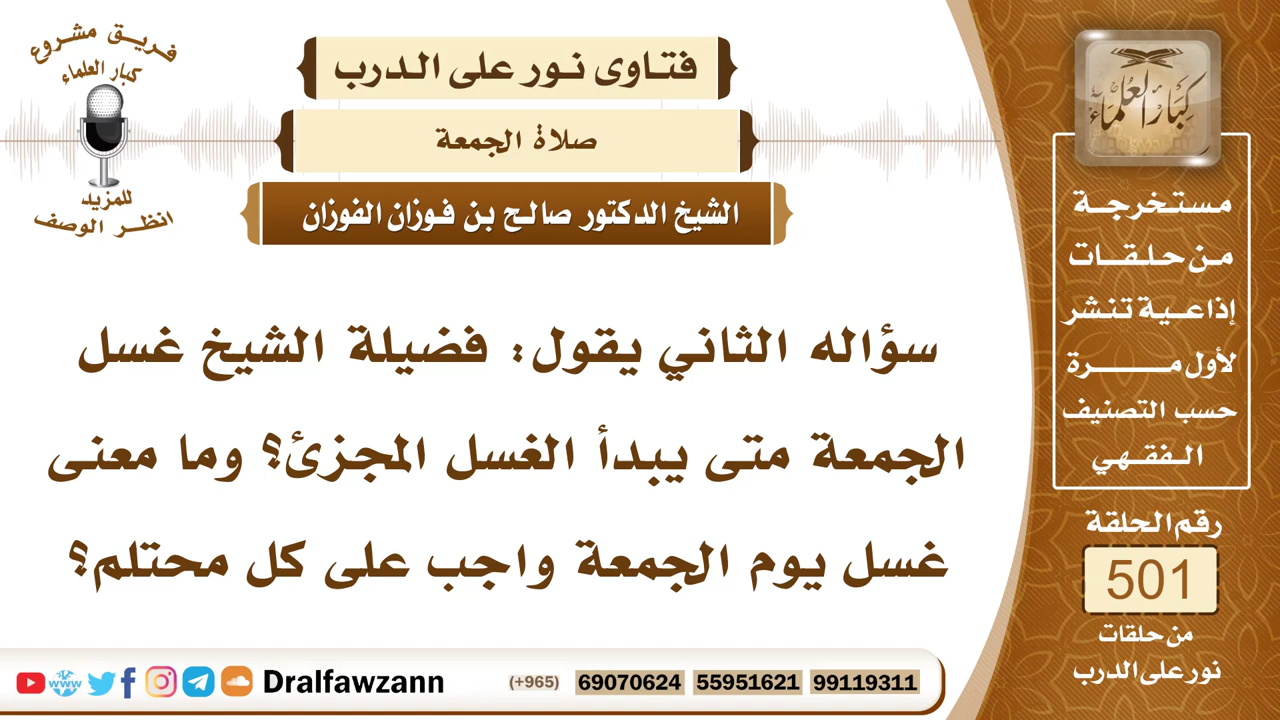 فريق مشروع
كبار العلماء
للمزيد
انظر الوصف
فتاوى نور على الدرب
صلاة الجمعة
الشيخ الدكتور صالح بن فوزان الفوزان
سؤاله الثاني يقول: فضيلة الشيخ غسل
الجمعة متى يبدأ الغسل المجزئ؟ وما معنى
غسل يوم الجمعة واجب على كل محتلم؟
كبار العلماء
مستخرجة
من حلقات
إذاعية تنشر
لأول مرة
حسب التصنيف
الفقهي
رقم الحلقة
501
من حلقات
نور على الدرب
www Dralfawzann (+965) 69070624 55951621 99119311